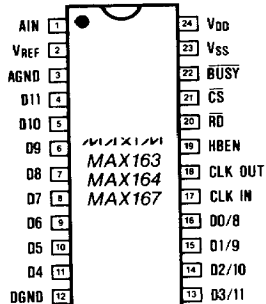 AIN 1 24 VDD
VREF 2 23 VSS
AGND 3 22 BUSY
D11 4 21 CS
D10 5 20 RD
D9 6 19 HBEN
D8 7 18 CLK OUT
D7 8 17 CLK IN
D6 9 16 D0/8
D5 10 15 D1/9
D4 11 14 D2/10
DGND 12 13 D3/11
MAXIM
MAX163
MAX164
MAX167